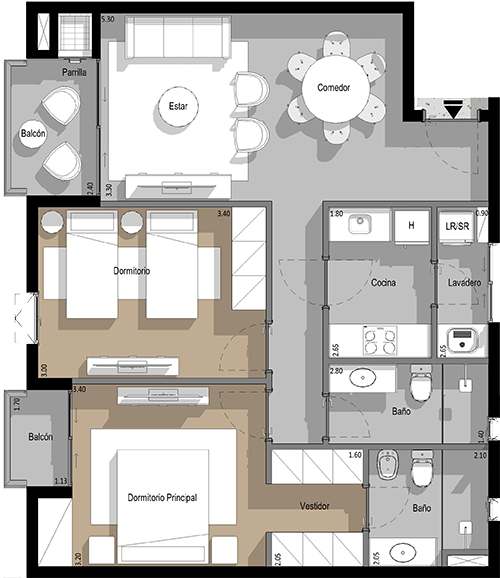 5.30
Parrilla
Estar
Comedor
Balcón
2.40
3.30
3.40
1.80
H
LR/SR
0.90
Dormitorio
Cocina
Lavadero
3.00
2.65
2.65
3.40
2.80
1.70
Balcón
Baño
1.40
1.13
1.60
2.10
Dormitorio Principal
Vestidor
Baño
3.20
2.05
2.05